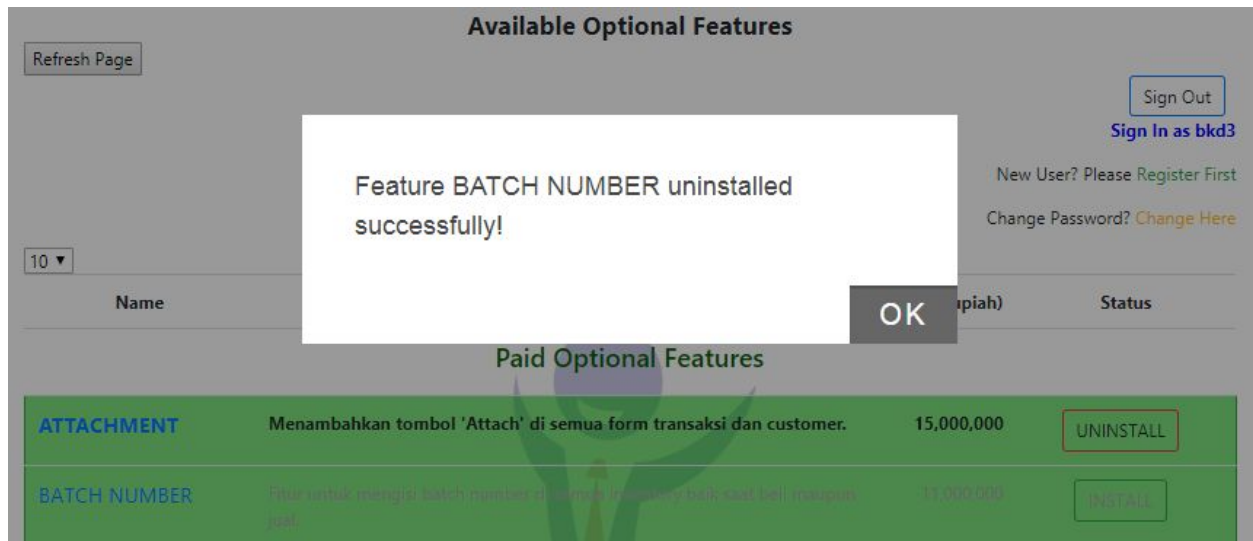 Available Optional Features
Refresh Page
Sign Out
Sign In as bkd3
New User? Please Register First
Change Password? Change Here
Feature BATCH NUMBER uninstalled
successfully!
OK
10
Name piah) Status
Paid Optional Features
ATTACHMENT Menambahkan tombol 'Attach' di semua form transaksi dan customer. 15,000,000 UNINSTALL
BATCH NUMBER Fitur untuk mengisi batch number di semua inventory baik saat beli maupun 11,000,000 INSTALL
jual.